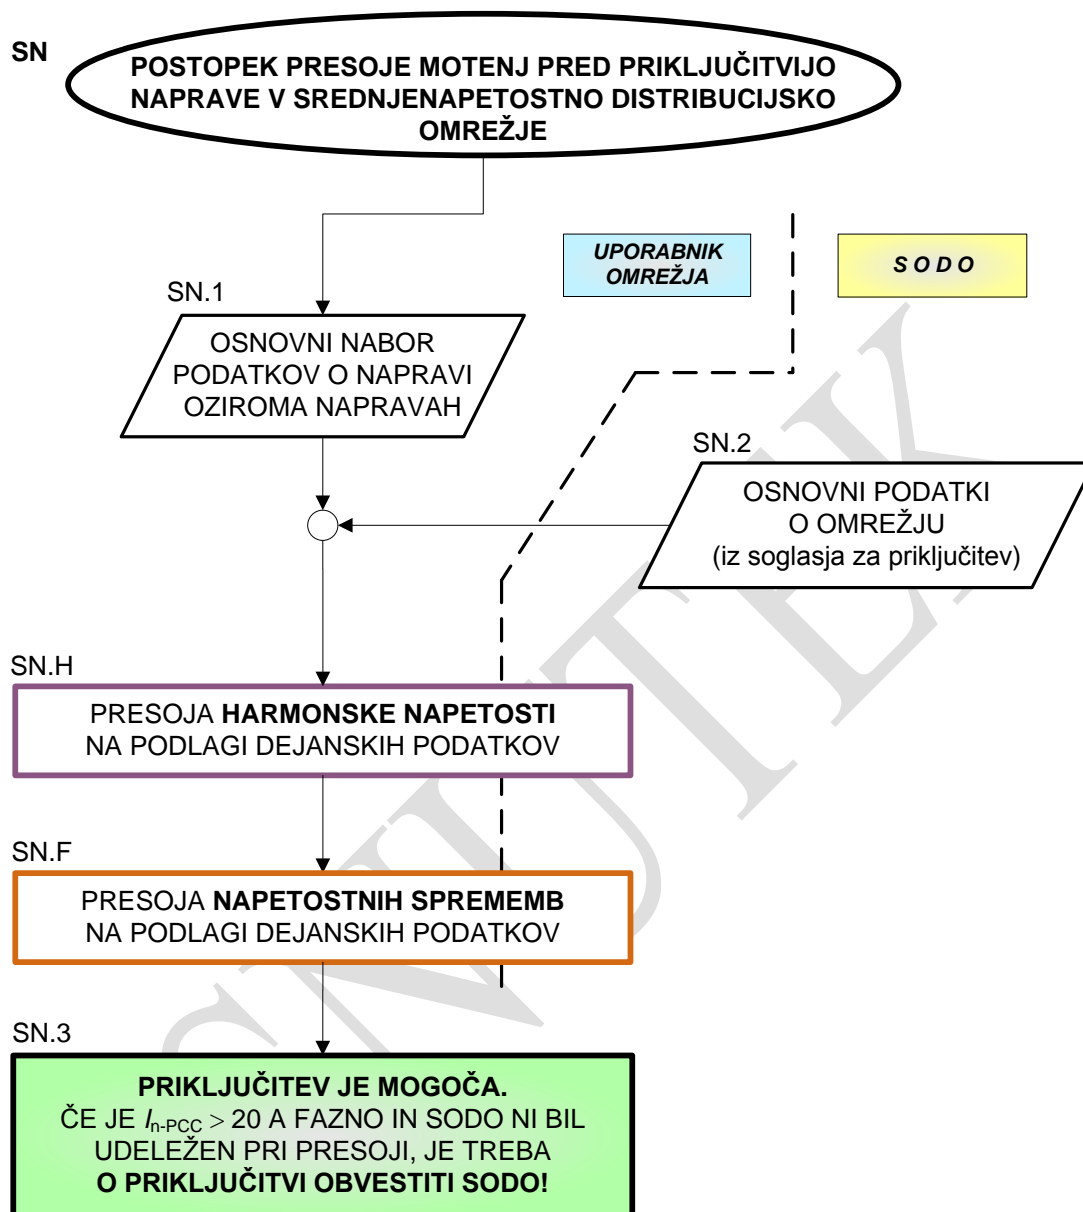 SN
POSTOPEK PRESOJE MOTENJ PRED PRIKLJUČITVIJO
NAPRAVE V SREDNJENAPETOSTNO DISTRIBUCIJSKO
OMREŽJE
UPORABNIK
OMREŽJA
S O D O
SN.1
OSNOVNI NABOR
PODATKOV O NAPRAVI
OZIROMA NAPRAVAH
SN.2
OSNOVNI PODATKI
O OMREŽJU
(iz soglasja za priključitev)
SN.H
PRESOJA HARMONSKE NAPETOSTI
NA PODLAGI DEJANSKIH PODATKOV
SN.F
PRESOJA NAPETOSTNIH SPREMEMB
NA PODLAGI DEJANSKIH PODATKOV
SN.3
PRIKLJUČITEV JE MOGOČA.
ČE JE In-PCC > 20 A FAZNO IN SODO NI BIL
UDELEŽEN PRI PRESOJI, JE TREBA
O PRIKLJUČITVI OBVESTITI SODO!
OSNUTEK